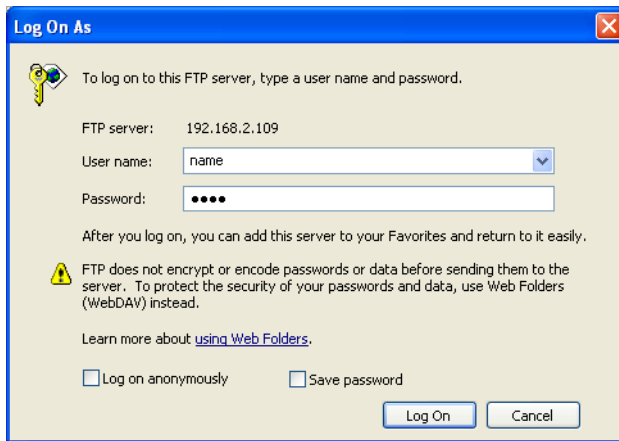 Log On As
To log on to this FTP server, type a user name and password.
FTP server: 192.168.2.109
User name: name
Password: ●●●●
After you log on, you can add this server to your Favorites and return to it easily.
FTP does not encrypt or encode passwords or data before sending them to the
server. To protect the security of your passwords and data, use Web Folders
(WebDAV) instead.
Learn more about using Web Folders.
Log on anonymously Save password
Log On Cancel